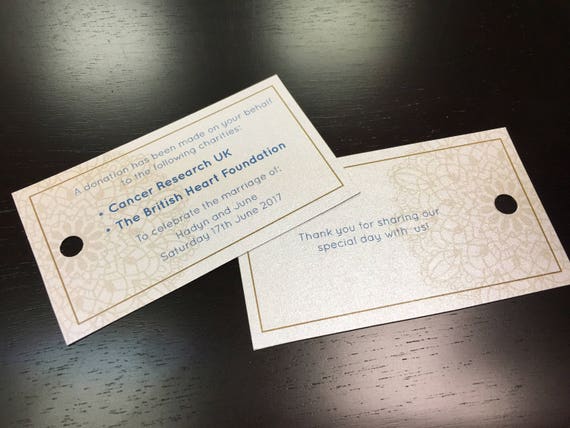 A donation has been made on your behalf
to the following charities:
• Cancer Research UK
• The British Heart Foundation
To celebrate the marriage of:
Hadyn and June
Saturday 17th June 2017
Thank you for sharing our
special day with us!